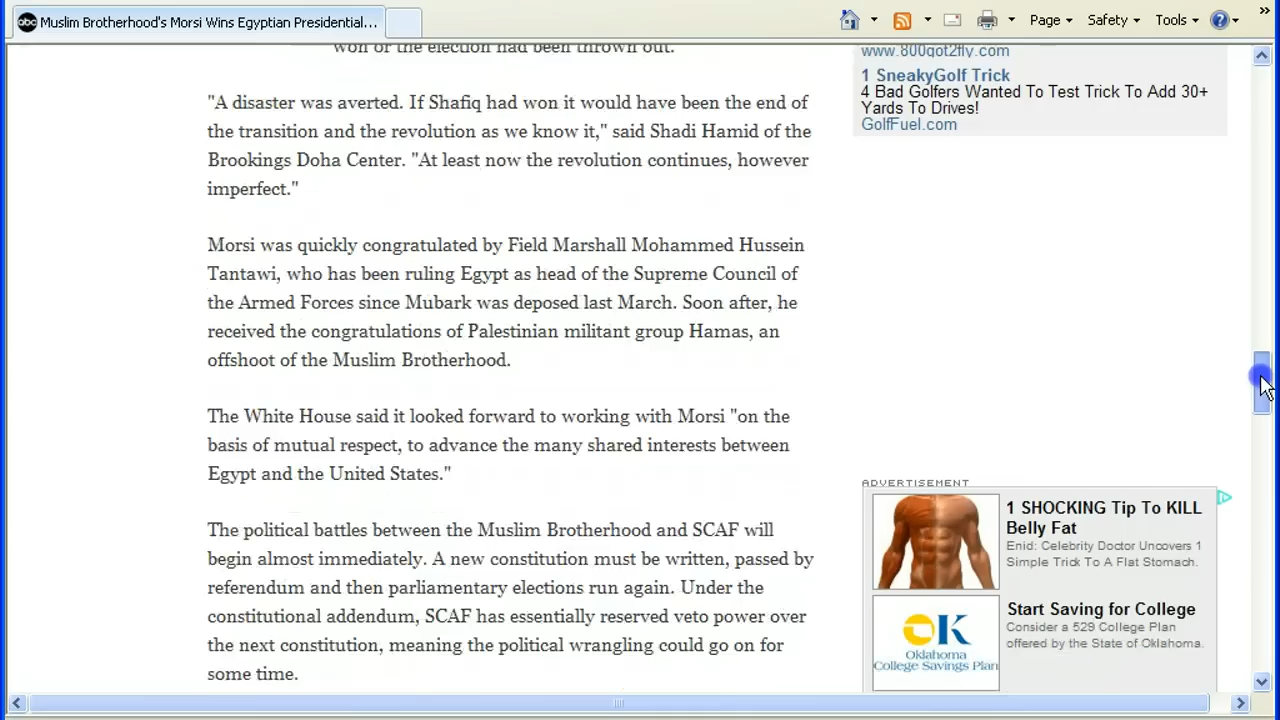 abc Muslim Brotherhood's Morsi Wins Egyptian Presidential...
Page Safety Tools
won or the election had been thrown out.
"A disaster was averted. If Shafiq had won it would have been the end of
the transition and the revolution as we know it," said Shadi Hamid of the
Brookings Doha Center. "At least now the revolution continues, however
imperfect."
Morsi was quickly congratulated by Field Marshall Mohammed Hussein
Tantawi, who has been ruling Egypt as head of the Supreme Council of
the Armed Forces since Mubark was deposed last March. Soon after, he
received the congratulations of Palestinian militant group Hamas, an
offshoot of the Muslim Brotherhood.
The White House said it looked forward to working with Morsi "on the
basis of mutual respect, to advance the many shared interests between
Egypt and the United States."
The political battles between the Muslim Brotherhood and SCAF will
begin almost immediately. A new constitution must be written, passed by
referendum and then parliamentary elections run again. Under the
constitutional addendum, SCAF has essentially reserved veto power over
the next constitution, meaning the political wrangling could go on for
some time.
www.800got2fly.com
1 SneakyGolf Trick
4 Bad Golfers Wanted To Test Trick To Add 30+
Yards To Drives!
GolfFuel.com
ADVERTISEMENT
1 SHOCKING Tip To KILL
Belly Fat
Enid: Celebrity Doctor Uncovers 1
Simple Trick To A Flat Stomach.
OK
Oklahoma
College Savings Plan
Start Saving for College
Consider a 529 College Plan
offered by the State of Oklahoma.